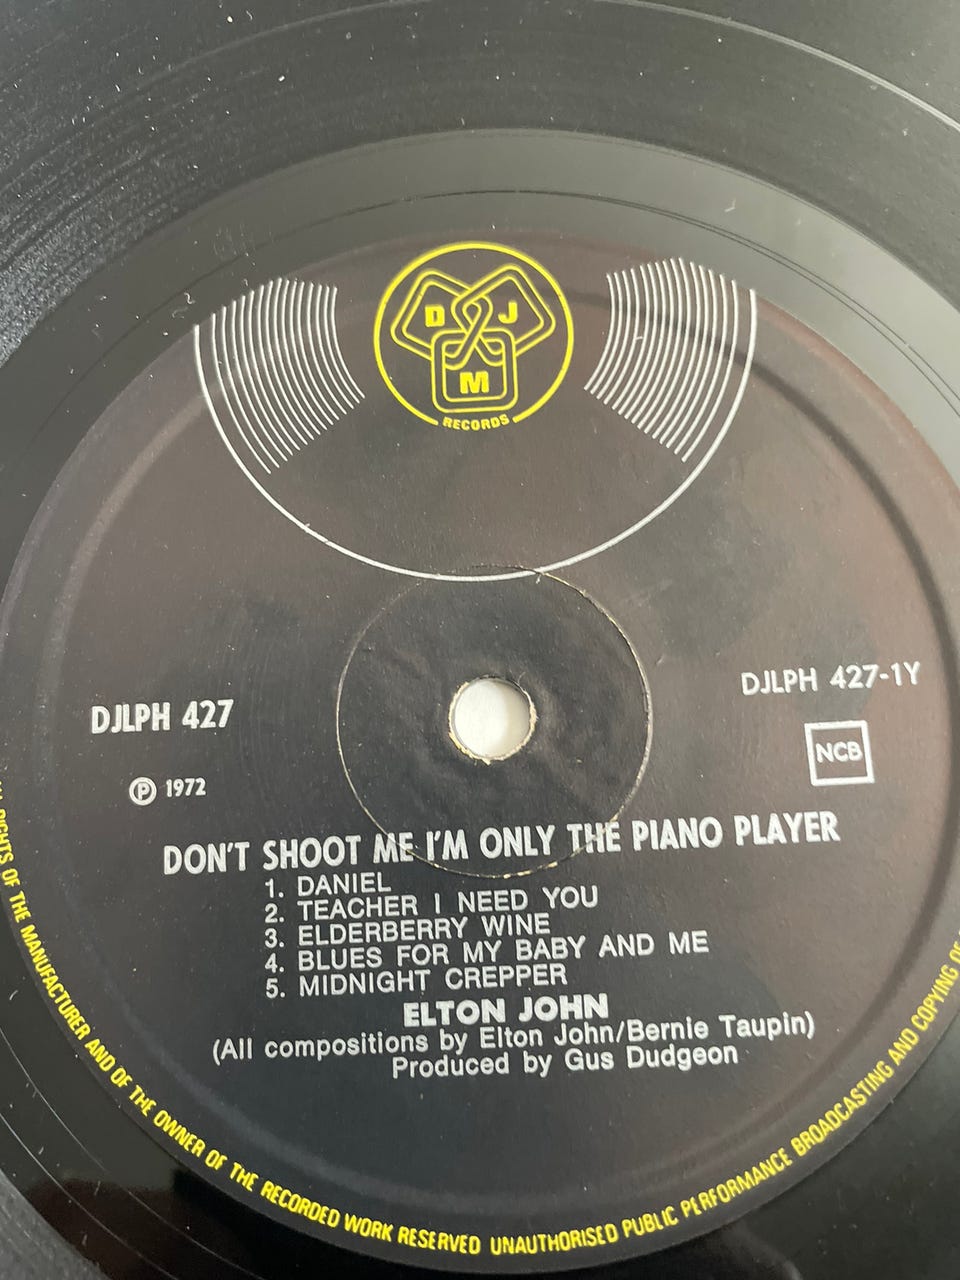 D J
M
RECORDS
DJLPH 427
DJLPH 427-1Y
NCB
Ⓟ 1972
DON'T SHOOT ME I'M ONLY THE PIANO PLAYER
1. DANIEL
2. TEACHER I NEED YOU
3. ELDERBERRY WINE
4. BLUES FOR MY BABY AND ME
5. MIDNIGHT CREPPER
ELTON JOHN
(All compositions by Elton John/Bernie Taupin)
Produced by Gus Dudgeon
RIGHTS OF THE MANUFACTURER AND OF THE OWNER OF THE RECORDED WORK RESERVED UNAUTHORISED PUBLIC PERFORMANCE BROADCASTING AND COPYING OF